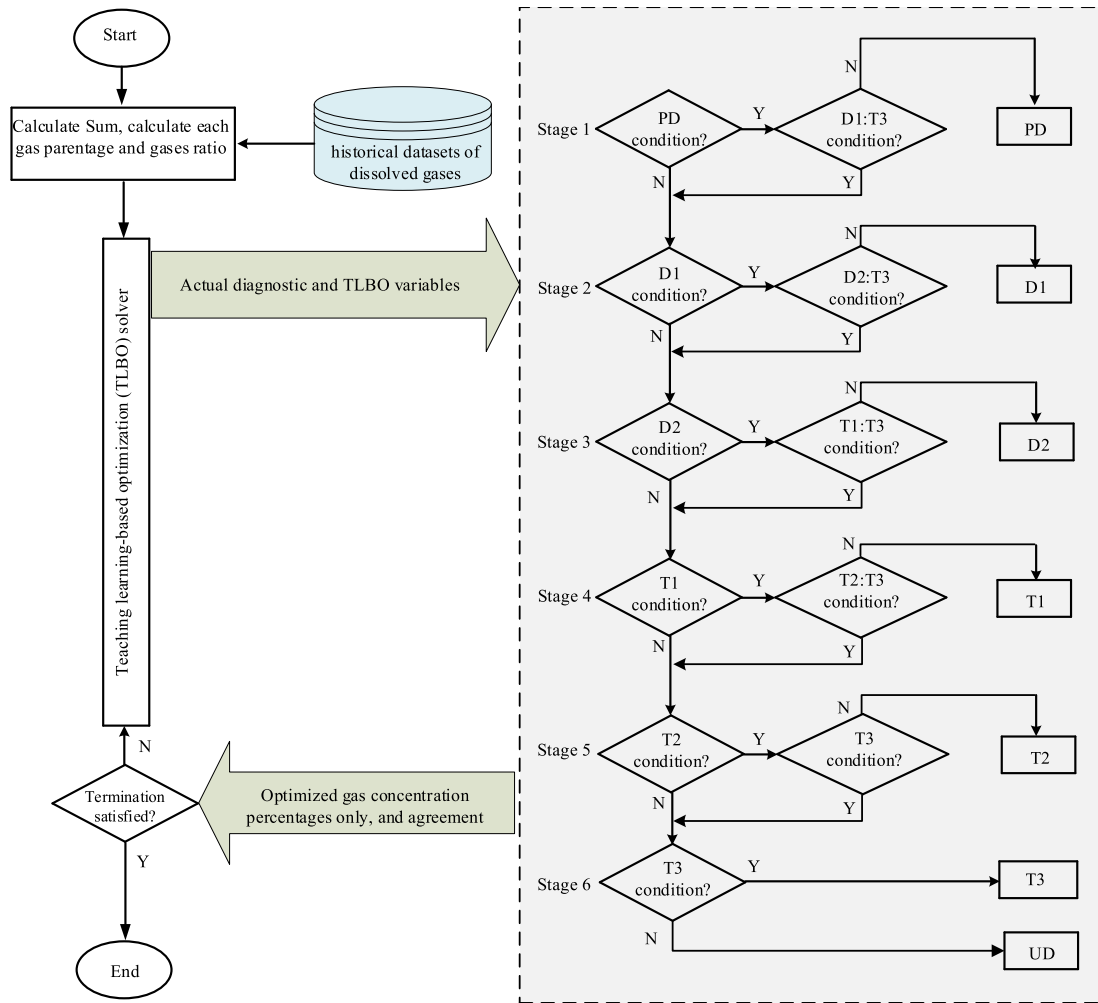 Start
Calculate Sum, calculate each
gas parentage and gases ratio
historical datasets of
dissolved gases
Teaching learning-based optimization (TLBO) solver
Actual diagnostic and TLBO variables
N
Termination
satisfied?
Y
End
Optimized gas concentration
percentages only, and agreement
Stage 1
PD
condition?
Y
N
D1:T3
condition?
N
Y
PD
Stage 2
D1
condition?
Y
N
D2:T3
condition?
N
Y
D1
Stage 3
D2
condition?
Y
N
T1:T3
condition?
N
Y
D2
Stage 4
T1
condition?
Y
N
T2:T3
condition?
N
Y
T1
Stage 5
T2
condition?
Y
N
T3
condition?
N
Y
T2
Stage 6
T3
condition?
Y
N
T3
UD